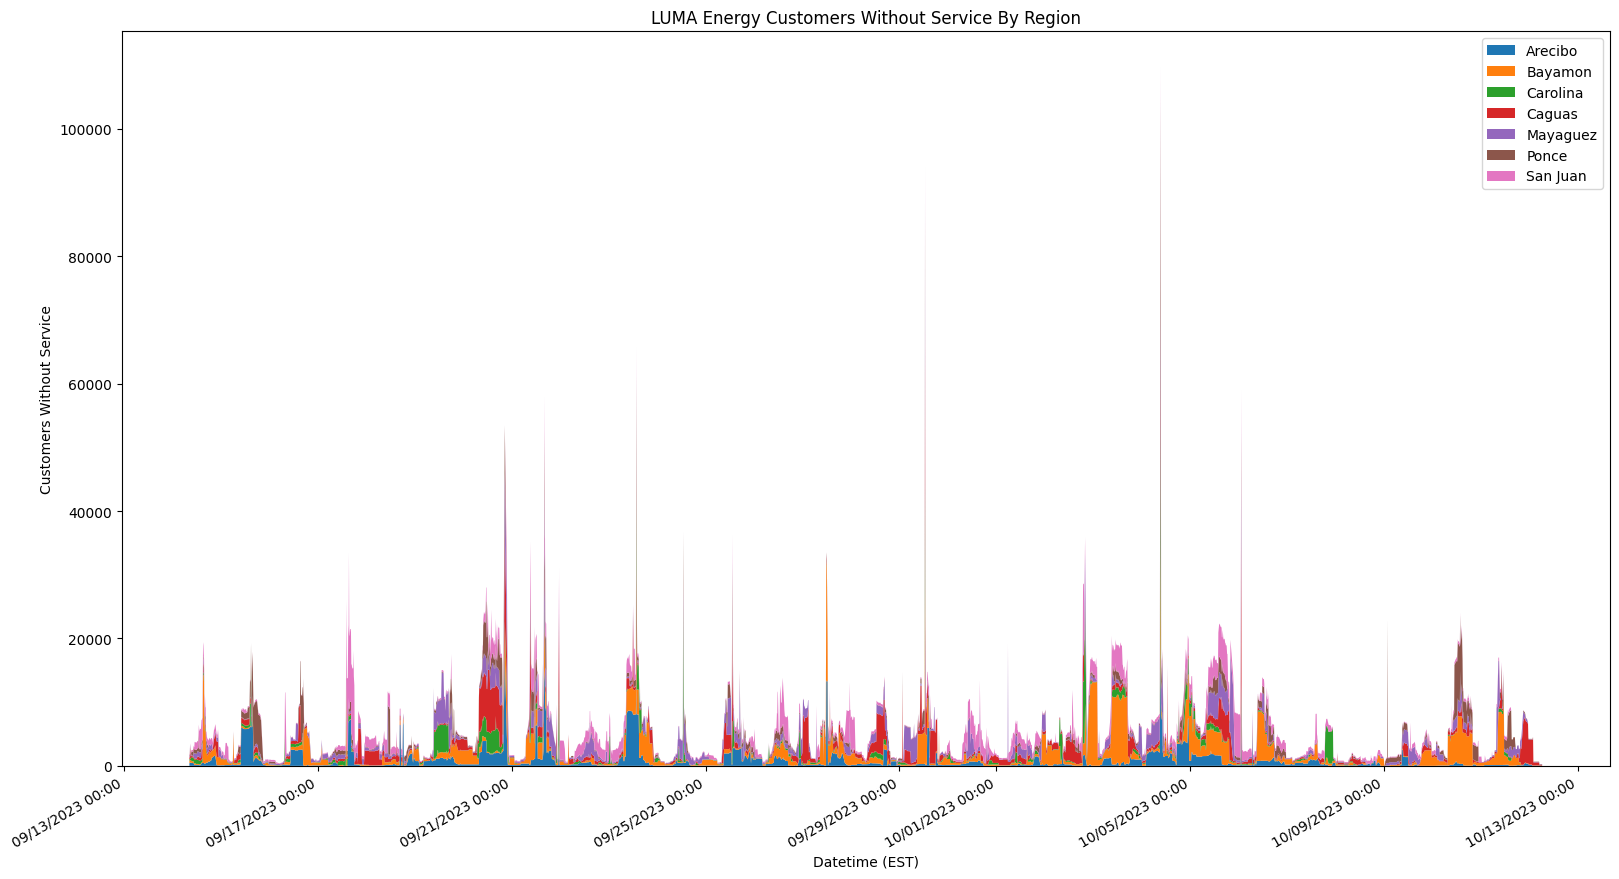 LUMA Energy Customers Without Service By Region
Arecibo
Bayamon
Carolina
Caguas
Mayaguez
Ponce
San Juan
100000
80000
60000
40000
20000
0
Customers Without Service
09/13/2023 00:00
09/17/2023 00:00
09/21/2023 00:00
09/25/2023 00:00
09/29/2023 00:00
10/01/2023 00:00
10/05/2023 00:00
10/09/2023 00:00
10/13/2023 00:00
Datetime (EST)